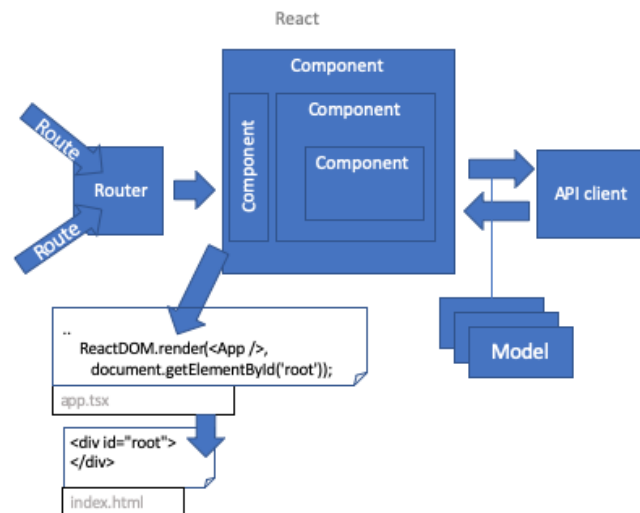 React
Component
Component
Component
Component
Route
Route
Router
API client
Model
..
ReactDOM.render(<App />,
document.getElementById('root'));
app.tsx
<div id="root">
</div>
index.html